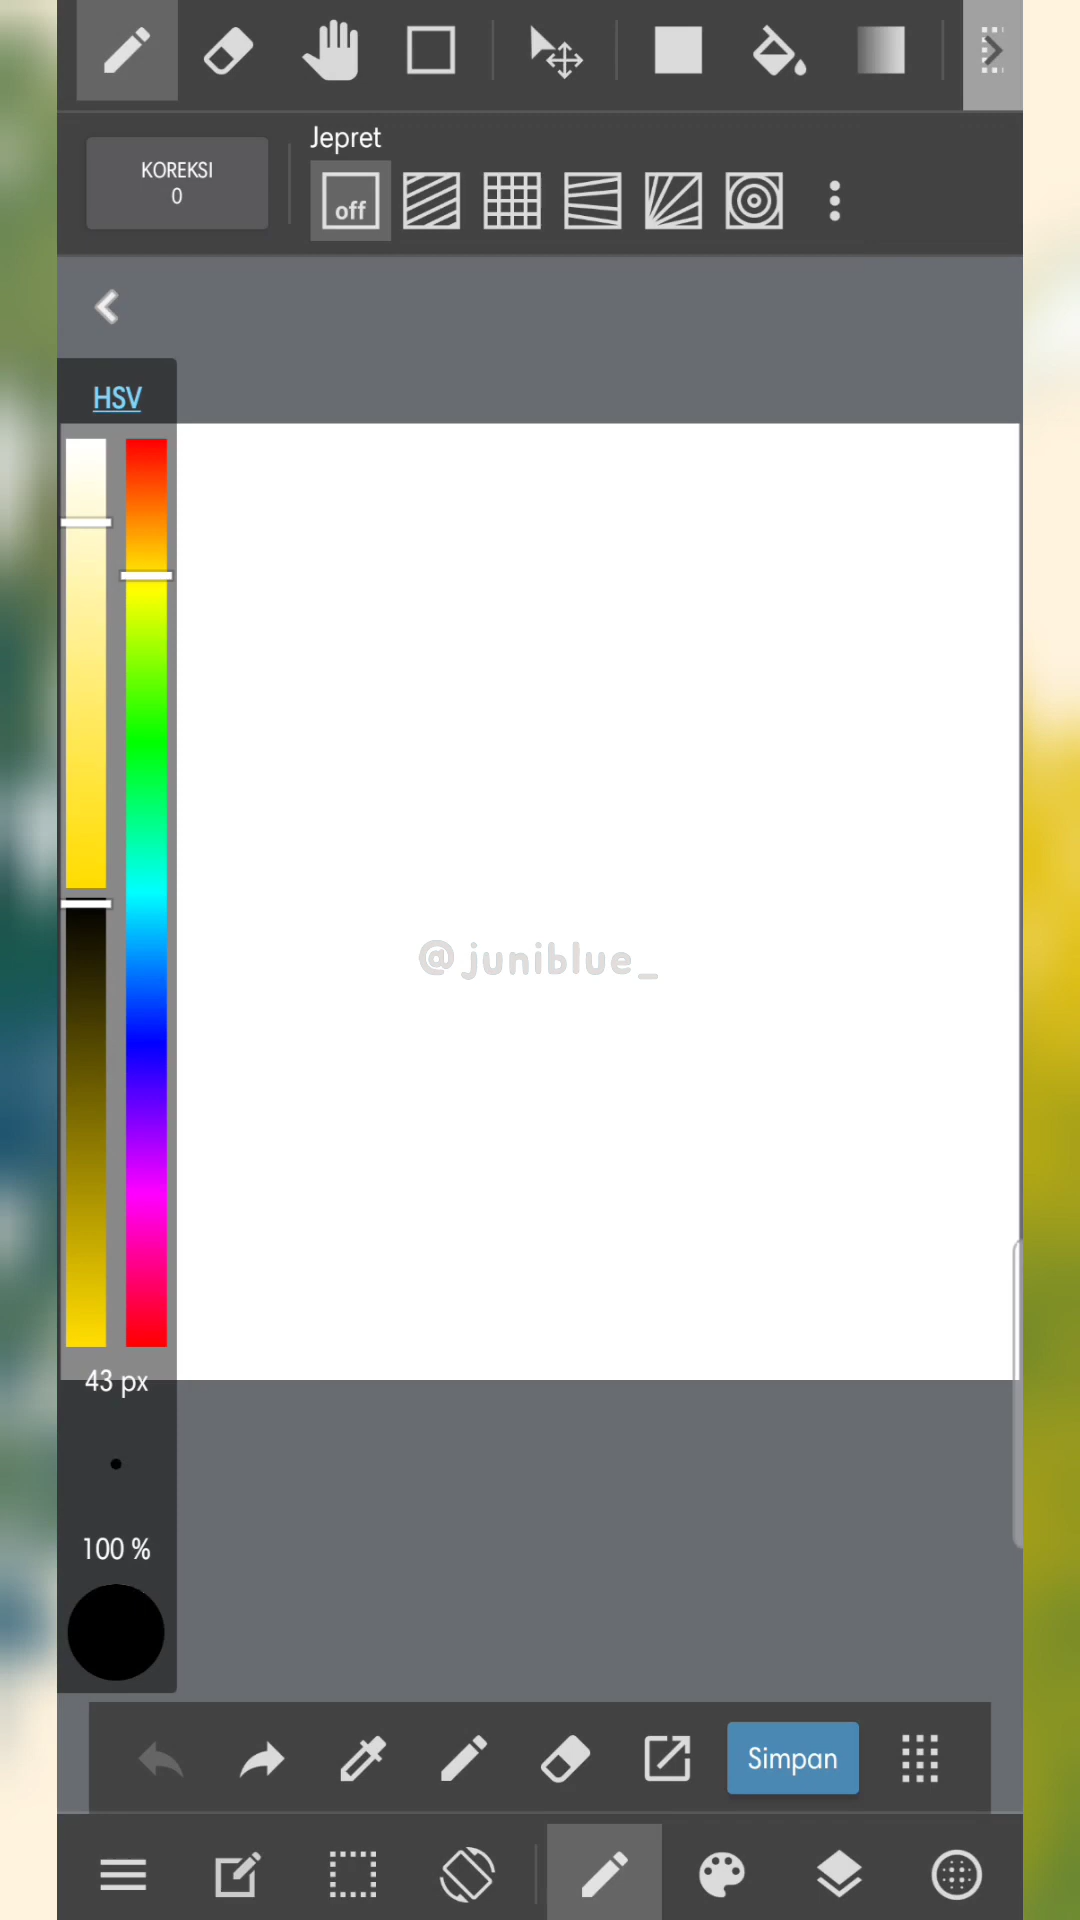 Jepret
KOREKSI
0
off
HSV
@juniblue_
43 px
100 %
Simpan